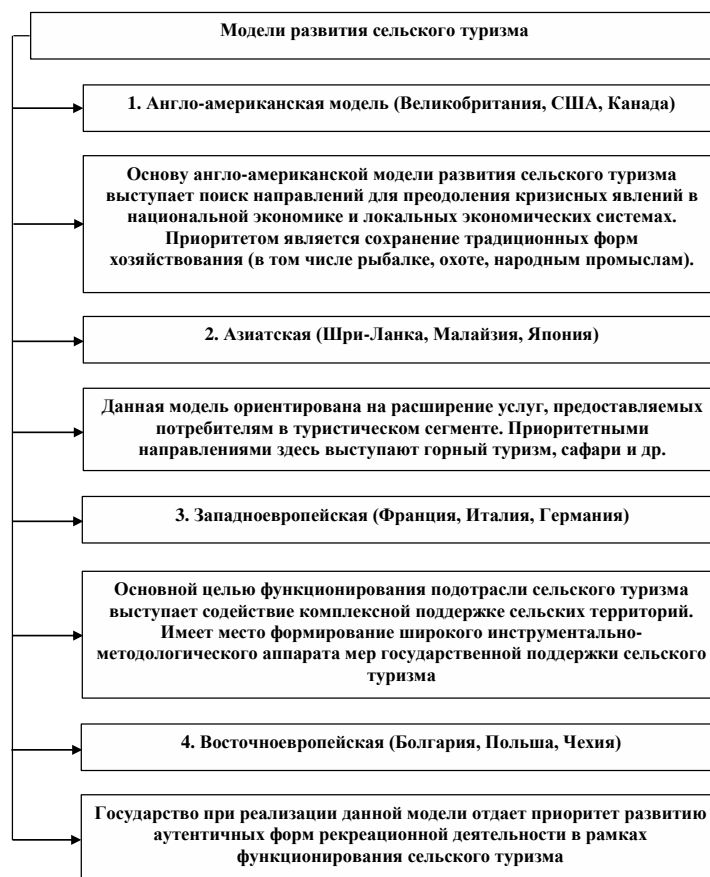 Модели развития сельского туризма
1. Англо-американская модель (Великобритания, США, Канада)
Основу англо-американской модели развития сельского туризма
выступает поиск направлений для преодоления кризисных явлений в
национальной экономике и локальных экономических системах.
Приоритетом является сохранение традиционных форм
хозяйствования (в том числе рыбалке, охоте, народным промыслам).
2. Азиатская (Шри-Ланка, Малайзия, Япония)
Данная модель ориентирована на расширение услуг, предоставляемых
потребителям в туристическом сегменте. Приоритетными
направлениями здесь выступают горный туризм, сафари и др.
3. Западноевропейская (Франция, Италия, Германия)
Основной целью функционирования подотрасли сельского туризма
выступает содействие комплексной поддержке сельских территорий.
Имеет место формирование широкого инструментально-
методологического аппарата мер государственной поддержки сельского
туризма
4. Восточноевропейская (Болгария, Польша, Чехия)
Государство при реализации данной модели отдает приоритет развитию
аутентичных форм рекреационной деятельности в рамках
функционирования сельского туризма